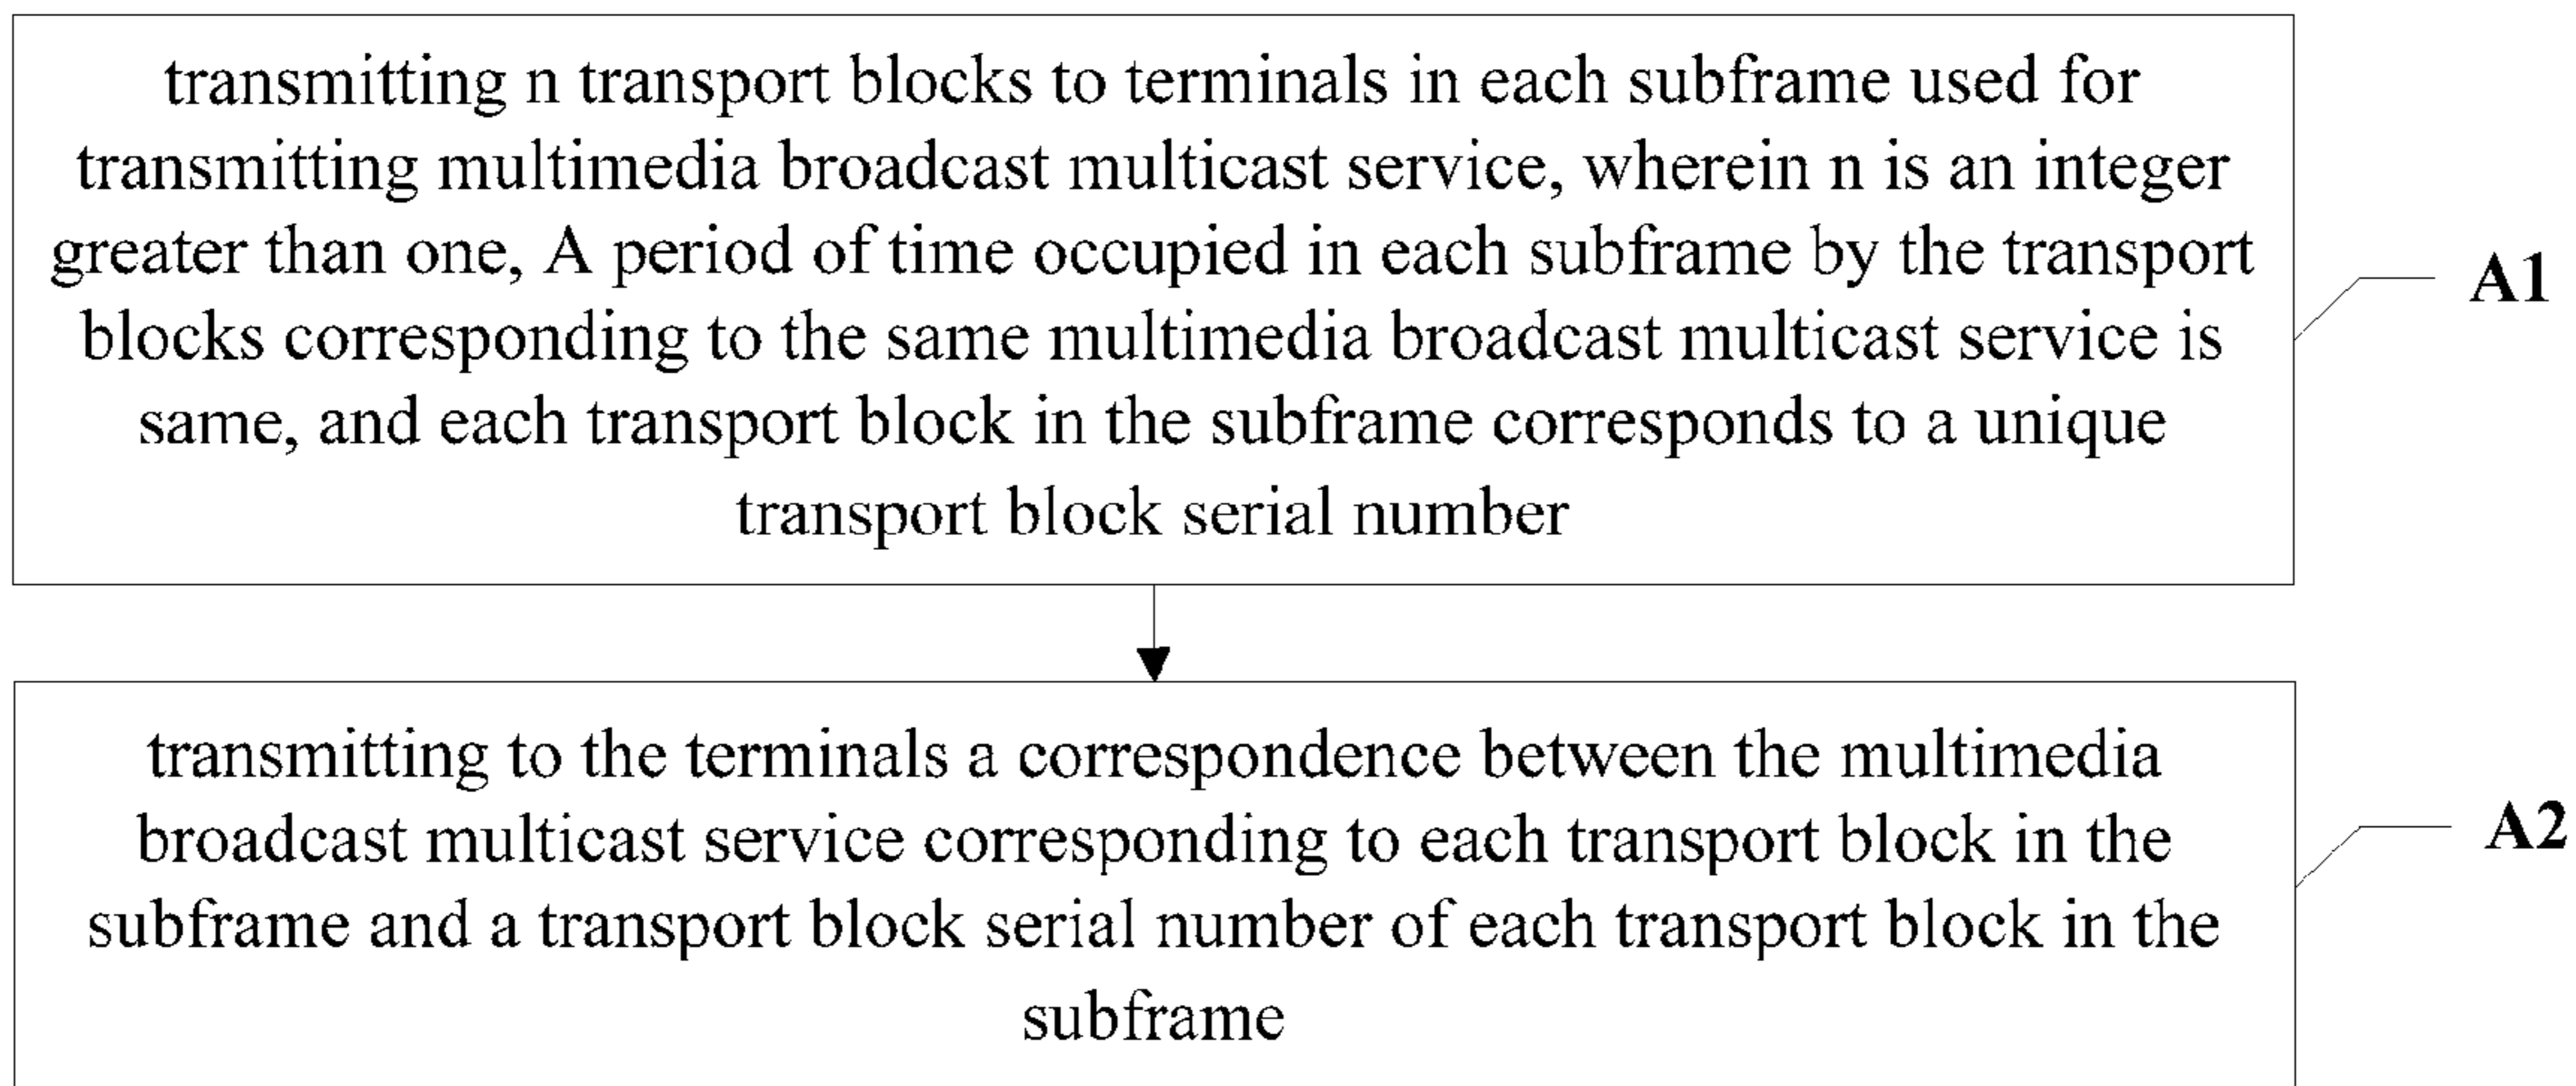 transmitting n transport blocks to terminals in each subframe used for
transmitting multimedia broadcast multicast service, wherein n is an integer
greater than one, A period of time occupied in each subframe by the transport
blocks corresponding to the same multimedia broadcast multicast service is
same, and each transport block in the subframe corresponds to a unique
transport block serial number
A1
transmitting to the terminals a correspondence between the multimedia
broadcast multicast service corresponding to each transport block in the
subframe and a transport block serial number of each transport block in the
subframe
A2